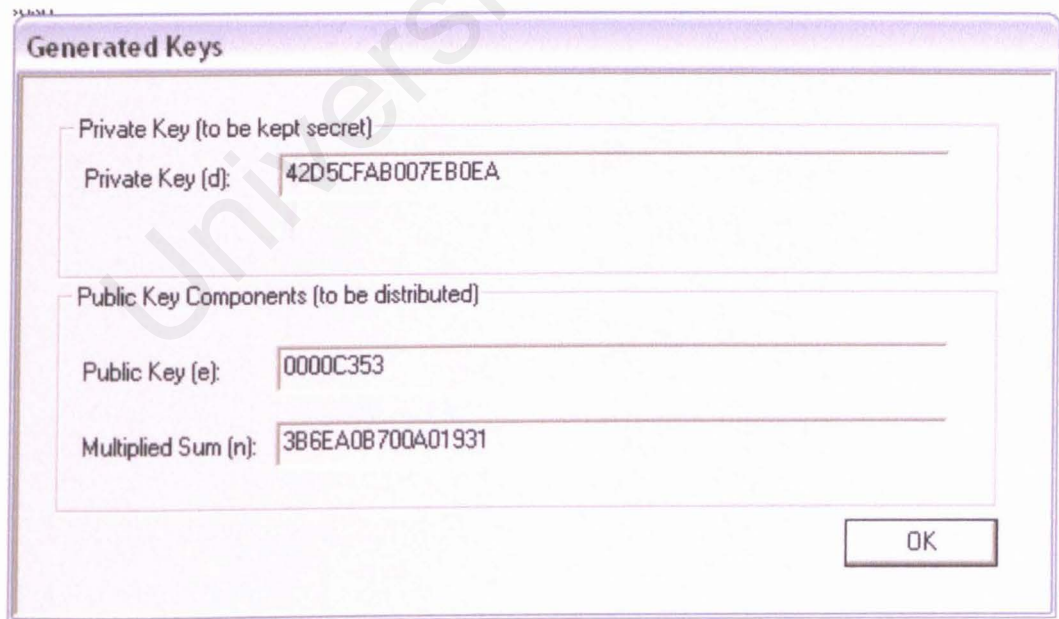 Generated Keys
Private Key (to be kept secret)
Private Key (d): 42D5CFAB007EB0EA
Public Key Components (to be distributed)
Public Key (e): 0000C353
Multiplied Sum (n): 3B6EA0B700A01931
OK
Universi